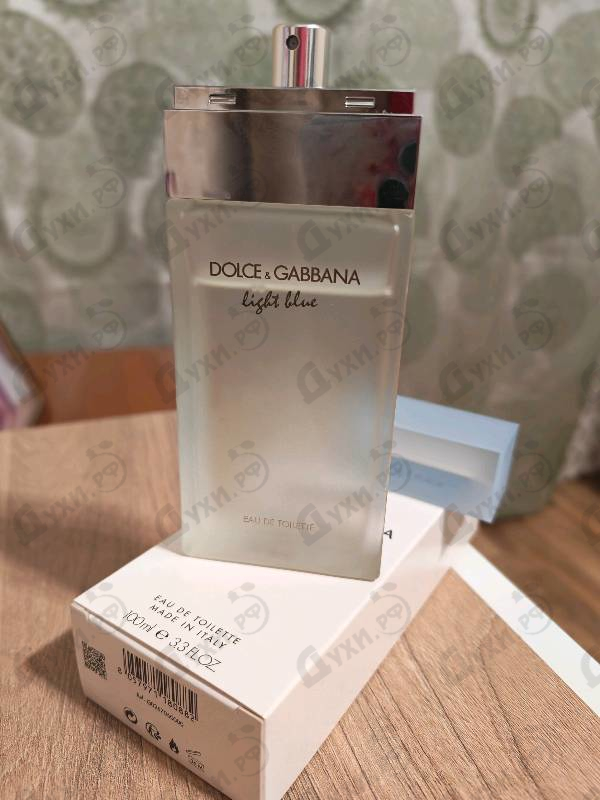 DOLCE & GABBANA
light blue
EAU DE TOILETTE
A
EAU DE TOILETTE
MADE IN ITALY
100ml e 3.3 FL.OZ.
Духи.РФ